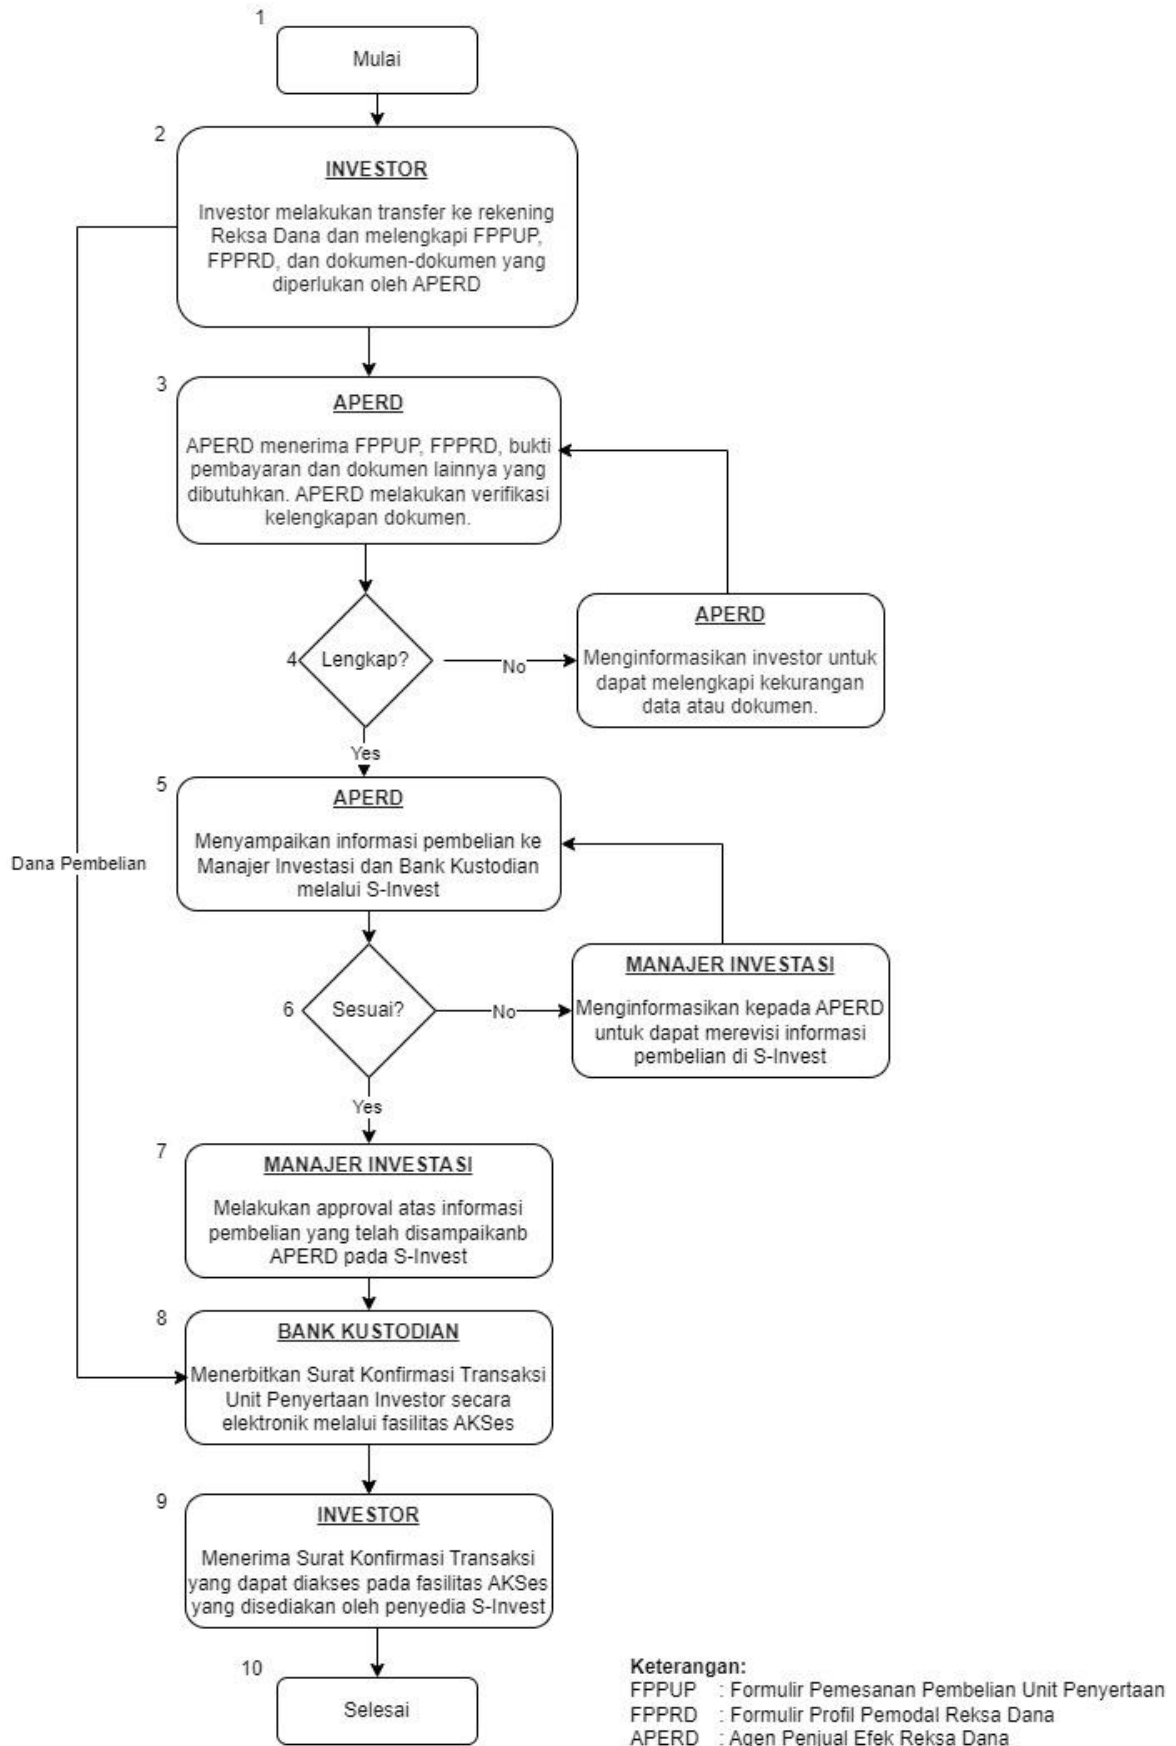 1
Mulai
2
INVESTOR
Investor melakukan transfer ke rekening
Reksa Dana dan melengkapi FPPUP,
FPPRD, dan dokumen-dokumen yang
diperlukan oleh APERD
3
APERD
APERD menerima FPPUP, FPPRD, bukti
pembayaran dan dokumen lainnya yang
dibutuhkan. APERD melakukan verifikasi
kelengkapan dokumen.
4
Lengkap?
No
APERD
Menginformasikan investor untuk
dapat melengkapi kekurangan
data atau dokumen.
Yes
5
APERD
Menyampaikan informasi pembelian ke
Manajer Investasi dan Bank Kustodian
melalui S-Invest
Dana Pembelian
6
Sesuai?
No
MANAJER INVESTASI
Menginformasikan kepada APERD
untuk dapat merevisi informasi
pembelian di S-Invest
Yes
7
MANAJER INVESTASI
Melakukan approval atas informasi
pembelian yang telah disampaikanb
APERD pada S-Invest
8
BANK KUSTODIAN
Menerbitkan Surat Konfirmasi Transaksi
Unit Penyertaan Investor secara
elektronik melalui fasilitas AKSes
9
INVESTOR
Menerima Surat Konfirmasi Transaksi
yang dapat diakses pada fasilitas AKSes
yang disediakan oleh penyedia S-Invest
10
Selesai
Keterangan:
FPPUP : Formulir Pemesanan Pembelian Unit Penyertaan
FPPRD : Formulir Profil Pemodal Reksa Dana
APERD : Agen Penjual Efek Reksa Dana